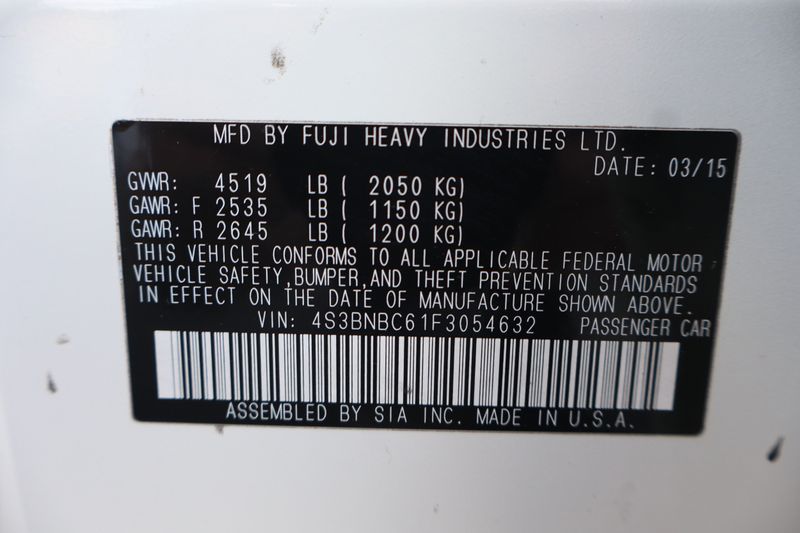 MFD BY FUJI HEAVY INDUSTRIES LTD.
DATE: 03/15
GVWR: 4519 LB ( 2050 KG)
GAWR: F 2535 LB ( 1150 KG)
GAWR: R 2645 LB ( 1200 KG)
THIS VEHICLE CONFORMS TO ALL APPLICABLE FEDERAL MOTOR
VEHICLE SAFETY,BUMPER,AND THEFT PREVENTION STANDARDS
IN EFFECT ON THE DATE OF MANUFACTURE SHOWN ABOVE.
VIN: 4S3BNBC61F3054632 PASSENGER CAR
ASSEMBLED BY SIA INC. MADE IN U.S.A.